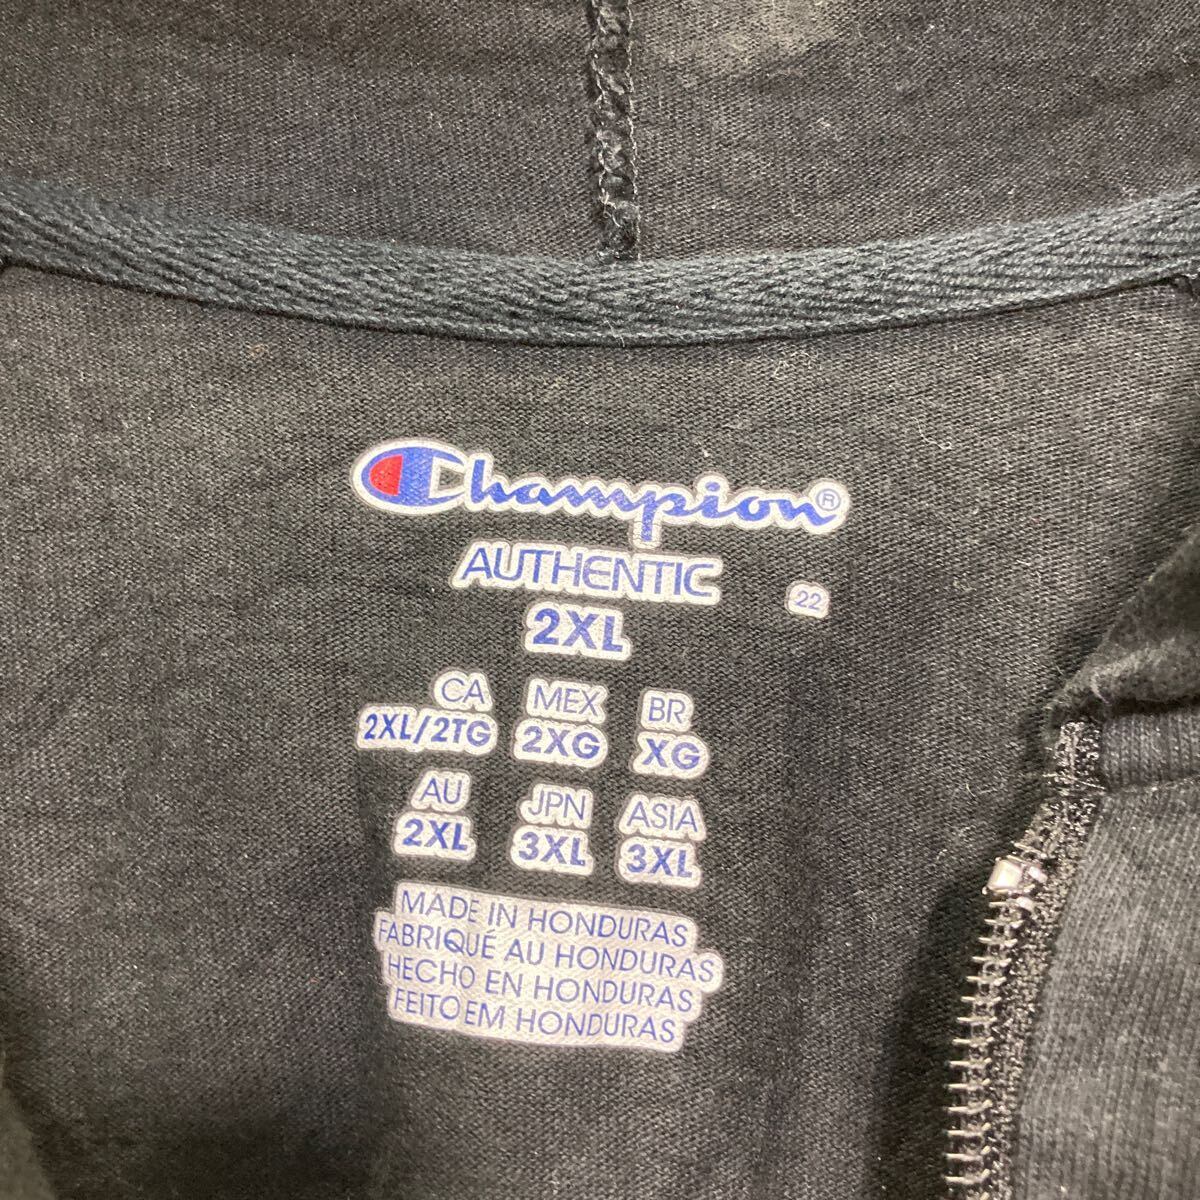 Champion®
AUTHENTIC
22
2XL
CA MEX BR
2XL/2TG 2XG XG
AU JPN ASIA
2XL 3XL 3XL
MADE IN HONDURAS
FABRIQUÉ AU HONDURAS
HECHO EN HONDURAS
FEITO EM HONDURAS